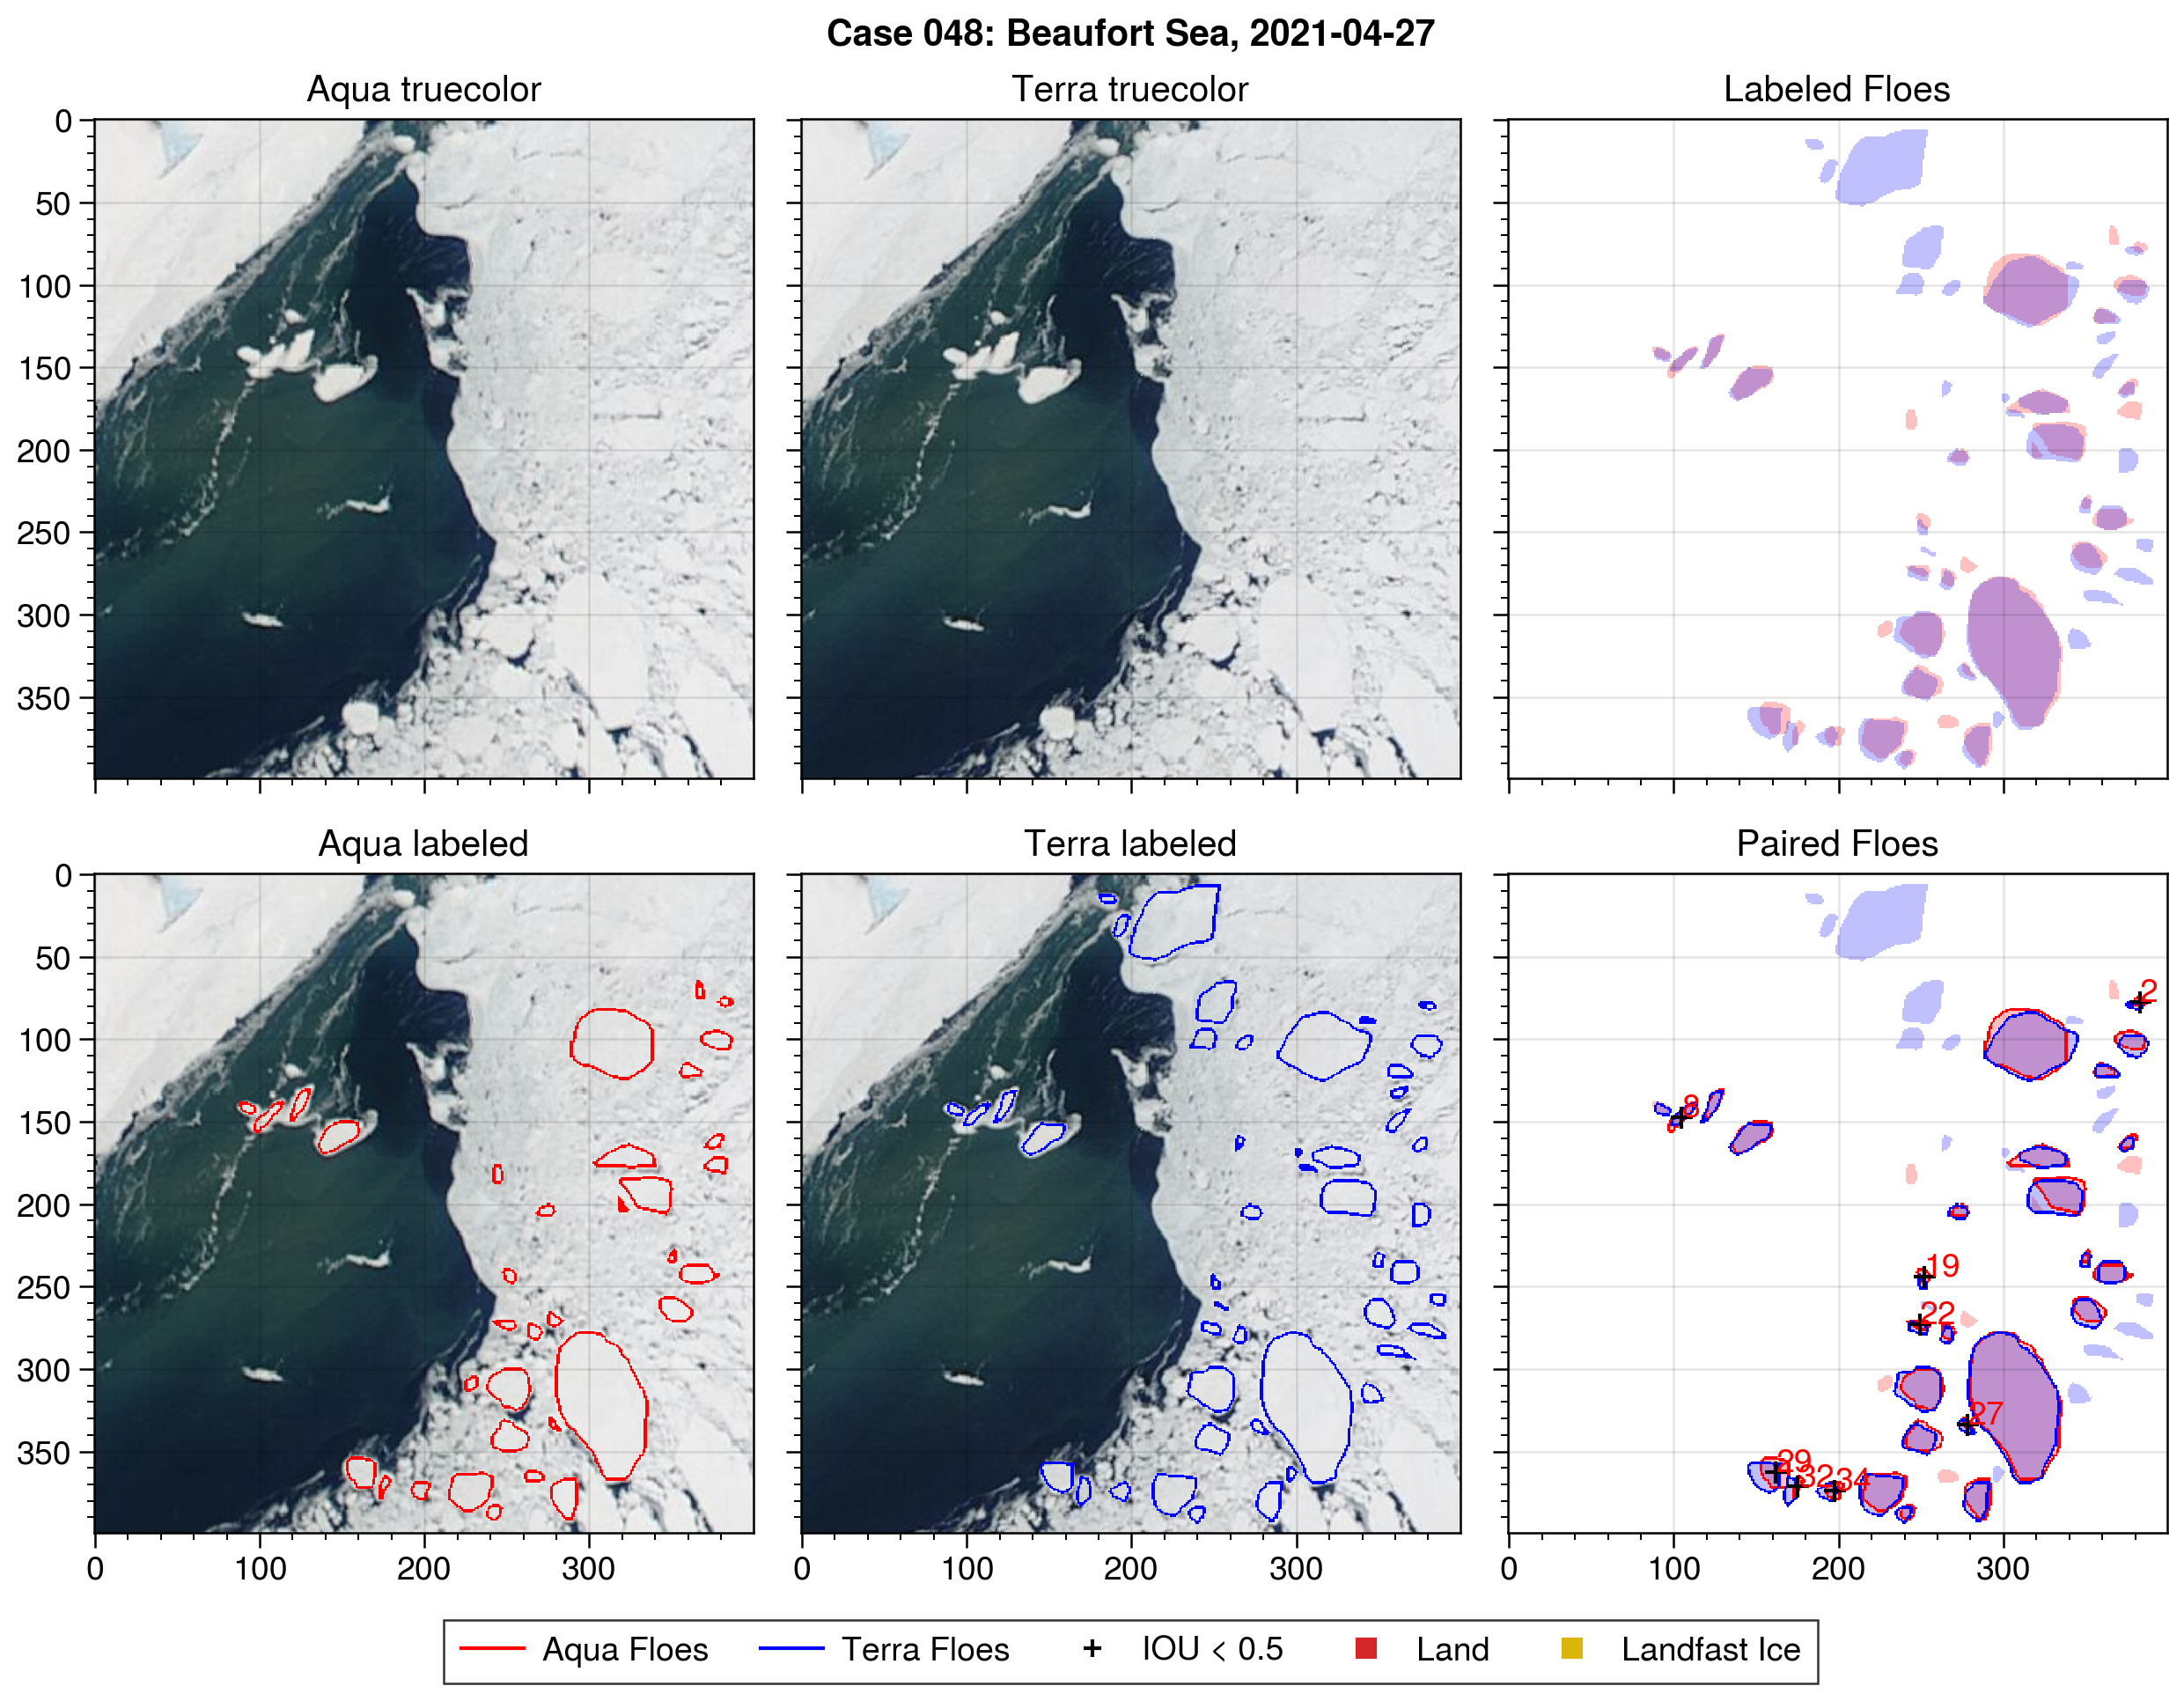 Case 048: Beaufort Sea, 2021-04-27
Aqua truecolor
Terra truecolor
Labeled Floes
0
50
100
150
200
250
300
350
Aqua labeled
Terra labeled
Paired Floes
0
50
100
150
200
250
300
350
2
8
19
22
27
29
32
34
0 100 200 300
0 100 200 300
0 100 200 300
Aqua Floes
Terra Floes
IOU < 0.5
Land
Landfast Ice